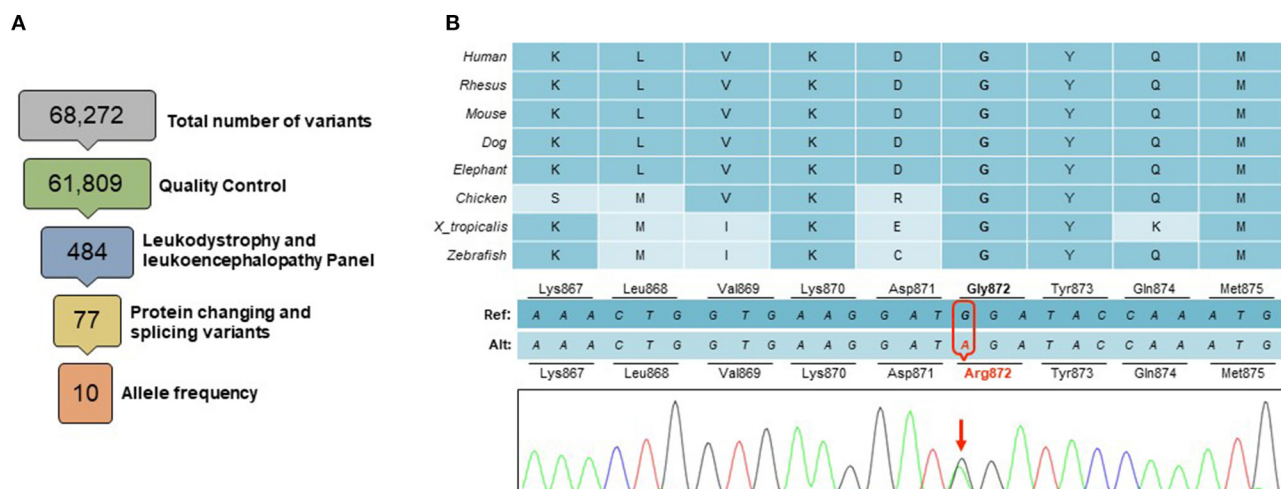 A
68,272
Total number of variants
61,809
Quality Control
484
Leukodystrophy and
leukoencephalopathy Panel
77
Protein changing and
splicing variants
10
Allele frequency
B
Human K L V K D G Y Q M
Rhesus K L V K D G Y Q M
Mouse K L V K D G Y Q M
Dog K L V K D G Y Q M
Elephant K L V K D G Y Q M
Chicken S M V K R G Y Q M
X_tropicalis K M I K E G Y K M
Zebrafish K M I K C G Y Q M
Lys867 Leu868 Val869 Lys870 Asp871 Gly872 Tyr873 Gln874 Met875
Ref: A A A C T G G T G A A G G A T G G A T A C C A A A T G
Alt: A A A C T G G T G A A G G A T A G A T A C C A A A T G
Lys867 Leu868 Val869 Lys870 Asp871 Arg872 Tyr873 Gln874 Met875